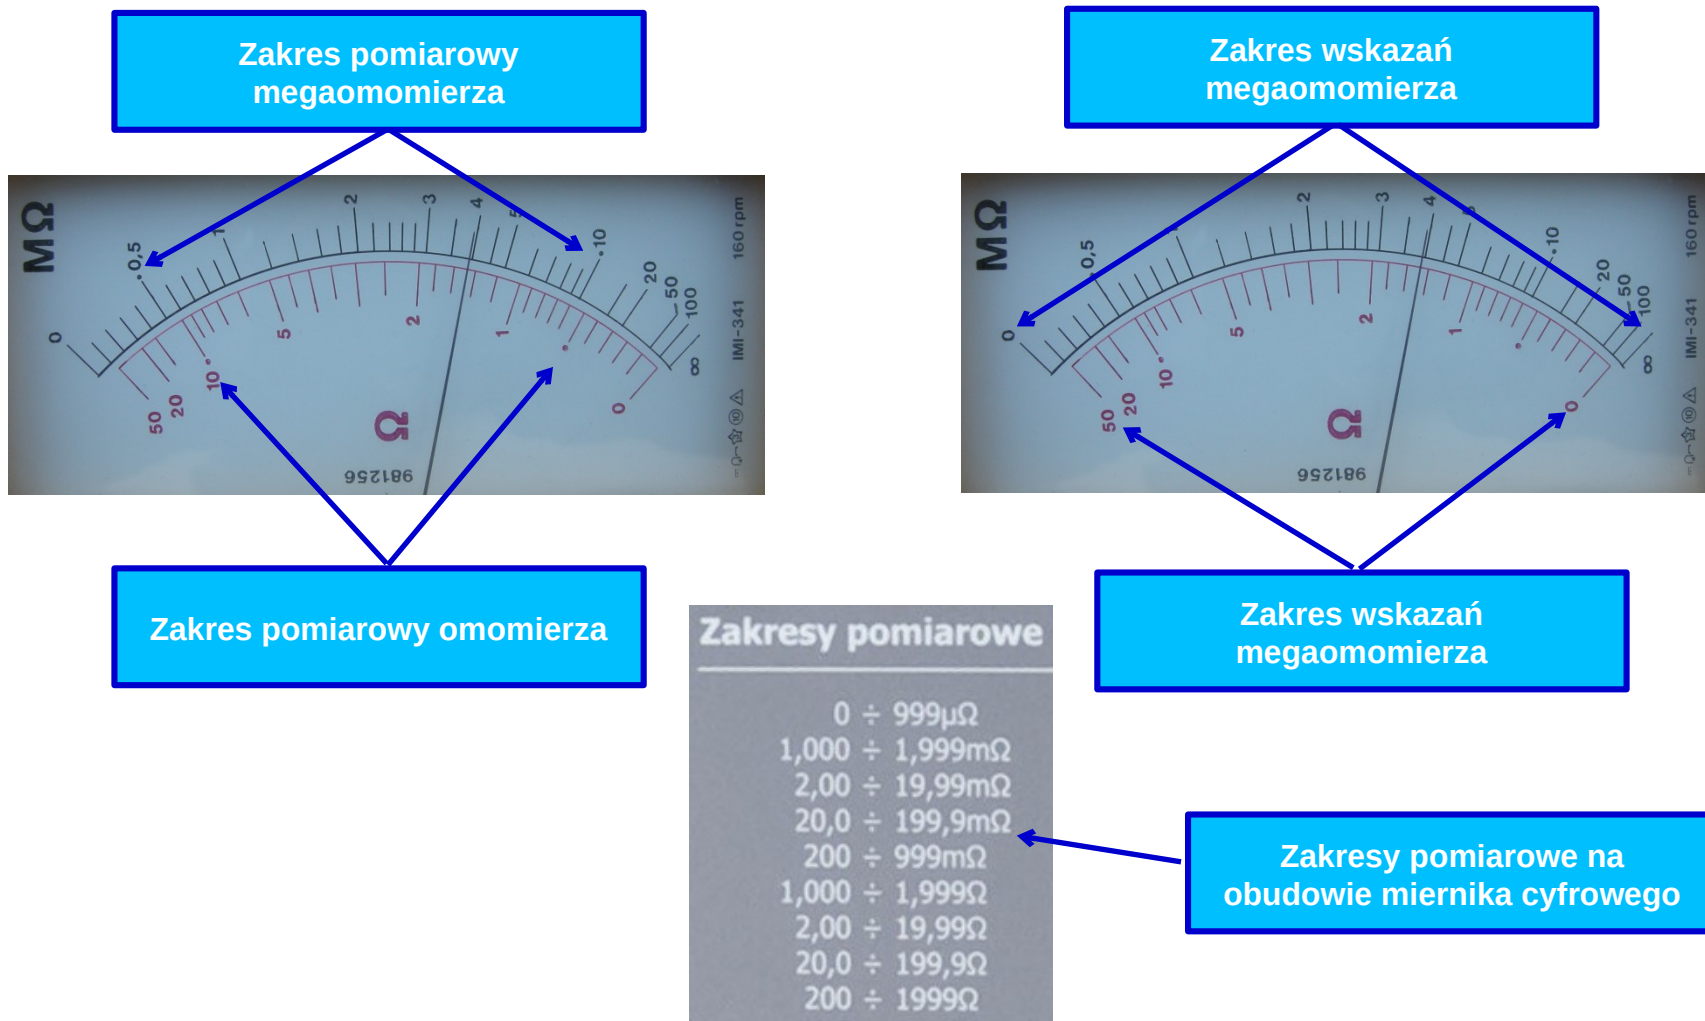 Zakres pomiarowy
megaomomierza
Zakres wskazań
megaomomierza
MΩ
0
0,5
1
2
3
4
5
10
20
50
100
∞
50
20
10
5
2
1
0
Ω
981256
IMI-341
160 rpm
MΩ
0
0,5
2
3
4
10
20
50
100
∞
50
20
10
5
2
1
0
Ω
981256
IMI-341
160 rpm
Zakres pomiarowy omomierza
Zakres wskazań
megaomomierza
Zakresy pomiarowe
0 ÷ 999µΩ
1,000 ÷ 1,999mΩ
2,00 ÷ 19,99mΩ
20,0 ÷ 199,9mΩ
200 ÷ 999mΩ
1,000 ÷ 1,999Ω
2,00 ÷ 19,99Ω
20,0 ÷ 199,9Ω
200 ÷ 1999Ω
Zakresy pomiarowe na
obudowie miernika cyfrowego